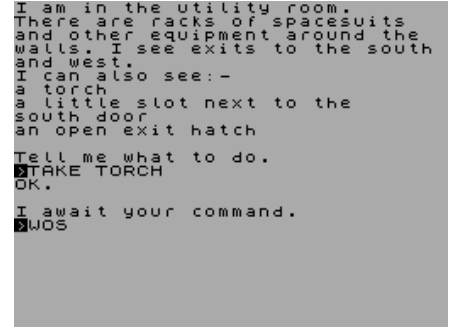 I am in the utility room.
There are racks of spacesuits
and other equipment around the
walls. I see exits to the south
and west.
I can also see:-
a torch
a little slot next to the
south door
an open exit hatch
Tell me what to do.
>TAKE TORCH
OK.
I await your command.
>WOS